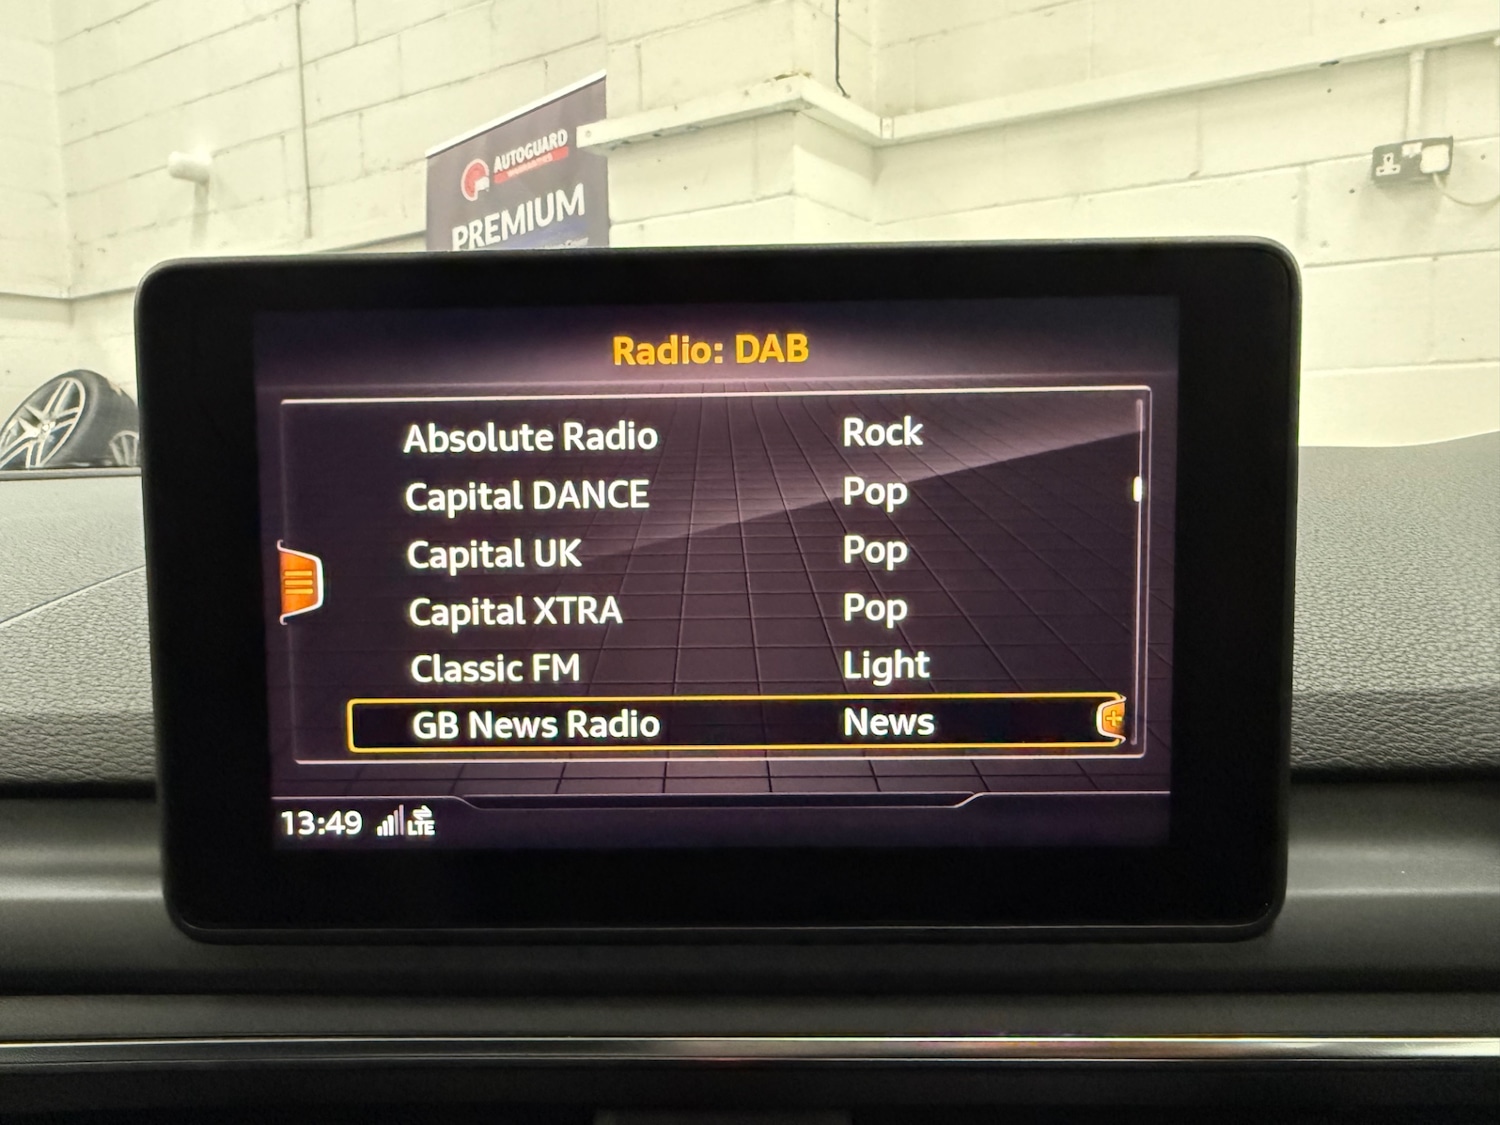 AUTOGUARD
WARRANTIES
PREMIUM
Radio: DAB
Absolute Radio Rock
Capital DANCE Pop
Capital UK Pop
Capital XTRA Pop
Classic FM Light
GB News Radio News
13:49 LTE